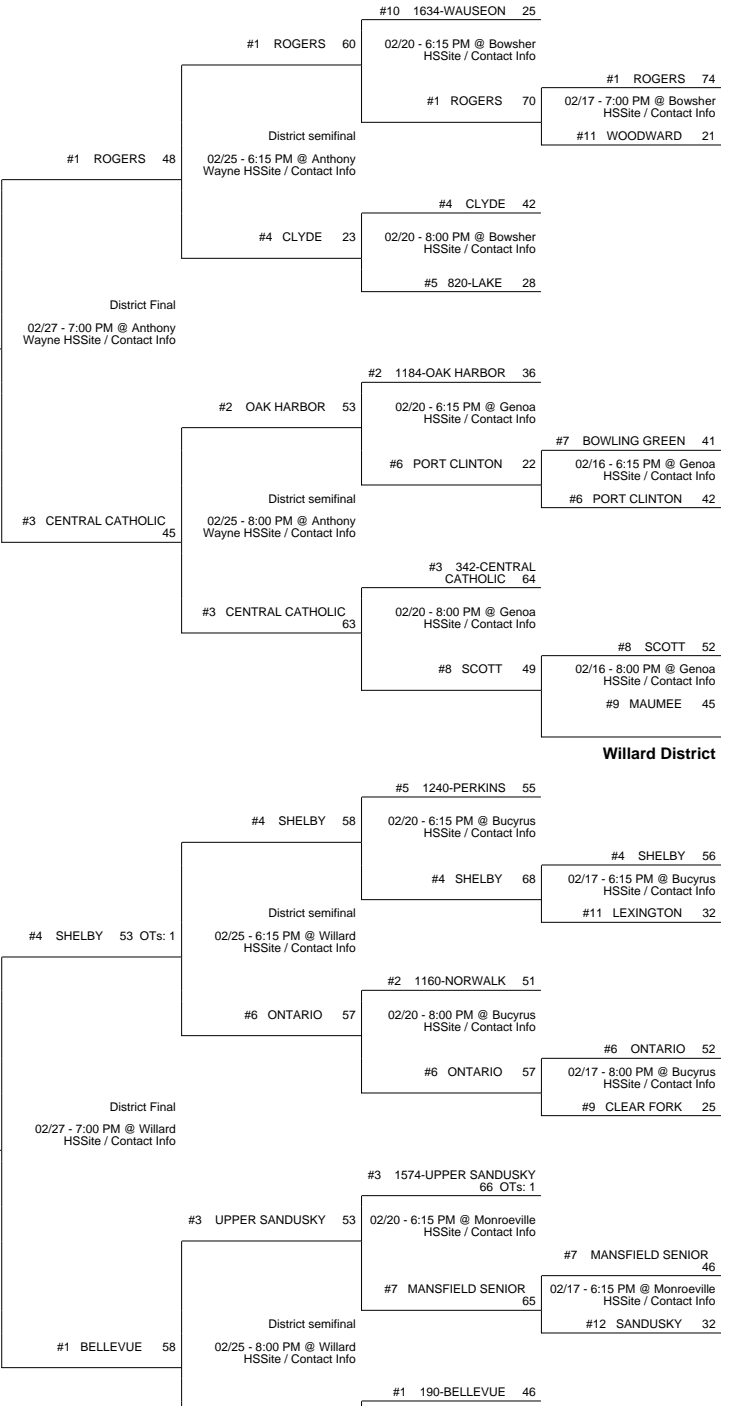 #10 1634-WAUSEON 25
#1 ROGERS 60
02/20 - 6:15 PM @ Bowsher
HSSite / Contact Info
#1 ROGERS 74
#1 ROGERS 70
02/17 - 7:00 PM @ Bowsher
HSSite / Contact Info
#11 WOODWARD 21
District semifinal
#1 ROGERS 48
02/25 - 6:15 PM @ Anthony
Wayne HSSite / Contact Info
#4 CLYDE 42
#4 CLYDE 23
02/20 - 8:00 PM @ Bowsher
HSSite / Contact Info
#5 820-LAKE 28
District Final
02/27 - 7:00 PM @ Anthony
Wayne HSSite / Contact Info
#2 1184-OAK HARBOR 36
#2 OAK HARBOR 53
02/20 - 6:15 PM @ Genoa
HSSite / Contact Info
#7 BOWLING GREEN 41
#6 PORT CLINTON 22
02/16 - 6:15 PM @ Genoa
HSSite / Contact Info
#6 PORT CLINTON 42
District semifinal
#3 CENTRAL CATHOLIC
45
02/25 - 8:00 PM @ Anthony
Wayne HSSite / Contact Info
#3 342-CENTRAL
CATHOLIC 64
#3 CENTRAL CATHOLIC
63
02/20 - 8:00 PM @ Genoa
HSSite / Contact Info
#8 SCOTT 52
#8 SCOTT 49
02/16 - 8:00 PM @ Genoa
HSSite / Contact Info
#9 MAUMEE 45
Willard District
#5 1240-PERKINS 55
#4 SHELBY 58
02/20 - 6:15 PM @ Bucyrus
HSSite / Contact Info
#4 SHELBY 56
#4 SHELBY 68
02/17 - 6:15 PM @ Bucyrus
HSSite / Contact Info
#11 LEXINGTON 32
District semifinal
#4 SHELBY 53 OTs: 1
02/25 - 6:15 PM @ Willard
HSSite / Contact Info
#2 1160-NORWALK 51
#6 ONTARIO 57
02/20 - 8:00 PM @ Bucyrus
HSSite / Contact Info
#6 ONTARIO 52
#6 ONTARIO 57
02/17 - 8:00 PM @ Bucyrus
HSSite / Contact Info
#9 CLEAR FORK 25
District Final
02/27 - 7:00 PM @ Willard
HSSite / Contact Info
#3 1574-UPPER SANDUSKY
66 OTs: 1
#3 UPPER SANDUSKY 53
02/20 - 6:15 PM @ Monroeville
HSSite / Contact Info
#7 MANSFIELD SENIOR
46
#7 MANSFIELD SENIOR
65
02/17 - 6:15 PM @ Monroeville
HSSite / Contact Info
#12 SANDUSKY 32
District semifinal
#1 BELLEVUE 58
02/25 - 8:00 PM @ Willard
HSSite / Contact Info
#1 190-BELLEVUE 46